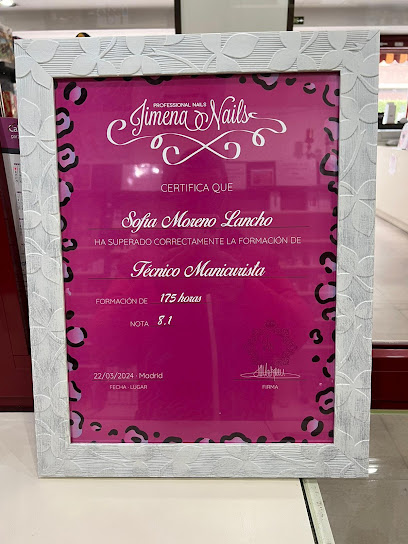 PROFESSIONAL NAILS
Jimena Nails
CERTIFICA QUE
Sofia Moreno Lancho
HA SUPERADO CORRECTAMENTE LA FORMACIÓN DE
Técnico Manicurista
FORMACIÓN DE 175 horas
NOTA 8.1
22/03/2024 · Madrid
FECHA · LUGAR
FIRMA